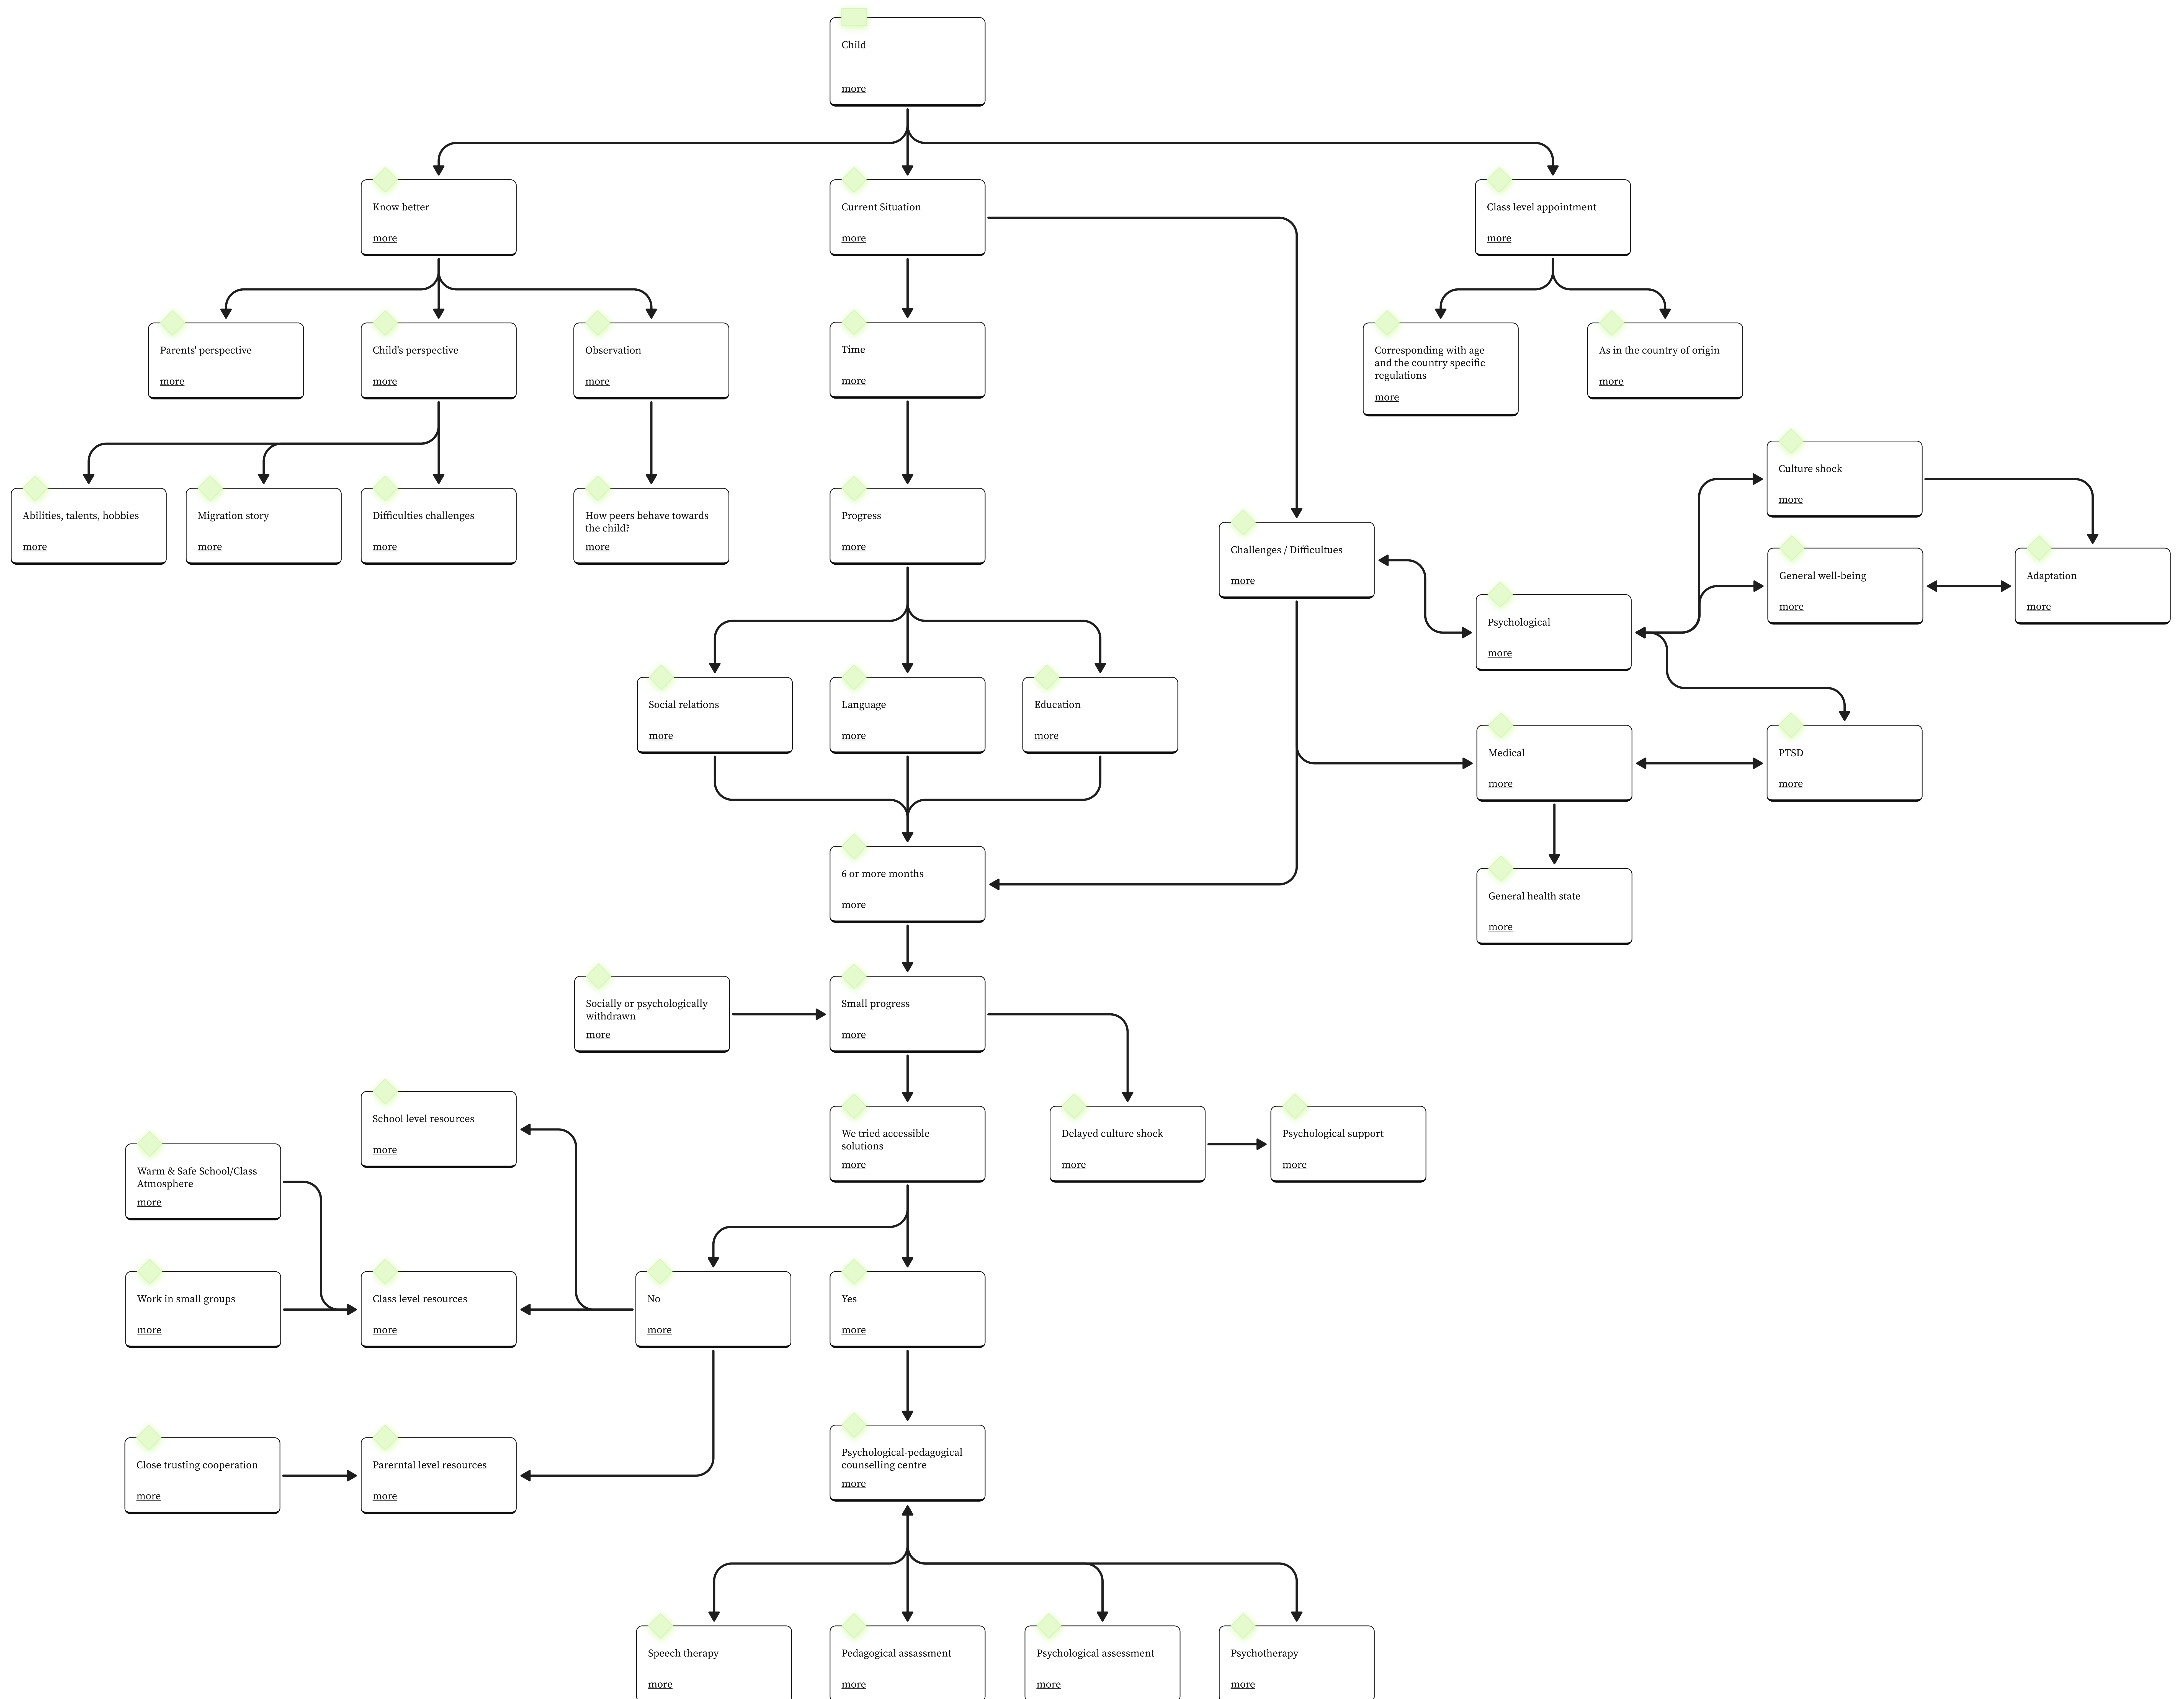 Child
more
Know better
more
Current Situation
more
Class level appointment
more
Parents' perspective
more
Child's perspective
more
Observation
more
Time
more
Corresponding with age
and the country specific
regulations
more
As in the country of origin
more
Culture shock
more
Abilities, talents, hobbies
more
Migration story
more
Difficulties challenges
more
How peers behave towards
the child?
more
Progress
more
Challenges / Difficultues
more
General well-being
more
Adaptation
more
Psychological
more
Social relations
more
Language
more
Education
more
Medical
more
PTSD
more
6 or more months
more
General health state
more
Socially or psychologically
withdrawn
more
Small progress
more
School level resources
more
We tried accessible
solutions
more
Delayed culture shock
more
Psychological support
more
Warm & Safe School/Class
Atmosphere
more
Work in small groups
more
Class level resources
more
No
more
Yes
more
Close trusting cooperation
more
Parerntal level resources
more
Psychological-pedagogical
counselling centre
more
Speech therapy
more
Pedagogical assassment
more
Psychological assessment
more
Psychotherapy
more